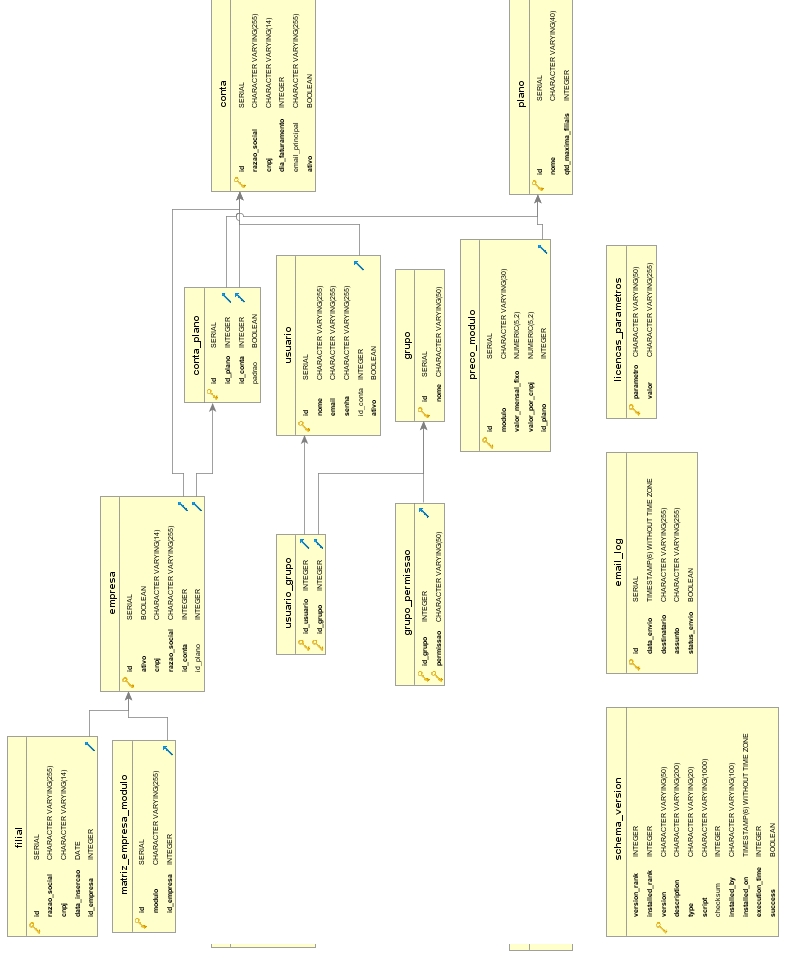 conta
id SERIAL
razao_social CHARACTER VARYING(255)
cnpj CHARACTER VARYING(14)
dia_faturamento INTEGER
email_principal CHARACTER VARYING(255)
ativo BOOLEAN
plano
id SERIAL
nome CHARACTER VARYING(40)
qtd_maxima_filiais INTEGER
conta_plano
id SERIAL
id_plano INTEGER
id_conta INTEGER
padrao BOOLEAN
usuario
id SERIAL
nome CHARACTER VARYING(255)
email CHARACTER VARYING(255)
senha CHARACTER VARYING(255)
id_conta INTEGER
ativo BOOLEAN
grupo
id SERIAL
nome CHARACTER VARYING(50)
preco_modulo
id SERIAL
modulo CHARACTER VARYING(30)
valor_mensal_fixo NUMERIC(5,2)
valor_por_cnpj NUMERIC(5,2)
id_plano INTEGER
licencas_parametros
parametro CHARACTER VARYING(50)
valor CHARACTER VARYING(255)
empresa
id SERIAL
ativo BOOLEAN
cnpj CHARACTER VARYING(14)
razao_social CHARACTER VARYING(255)
id_conta INTEGER
id_plano INTEGER
usuario_grupo
id_usuario INTEGER
id_grupo INTEGER
grupo_permissao
id_grupo INTEGER
permissao CHARACTER VARYING(50)
email_log
id SERIAL
data_envio TIMESTAMP(6) WITHOUT TIME ZONE
destinatario CHARACTER VARYING(255)
assunto CHARACTER VARYING(255)
status_envio BOOLEAN
filial
id SERIAL
razao_social CHARACTER VARYING(255)
cnpj CHARACTER VARYING(14)
data_insercao DATE
id_empresa INTEGER
matriz_empresa_modulo
id SERIAL
modulo CHARACTER VARYING(255)
id_empresa INTEGER
schema_version
version_rank INTEGER
installed_rank INTEGER
version CHARACTER VARYING(50)
description CHARACTER VARYING(200)
type CHARACTER VARYING(20)
script CHARACTER VARYING(1000)
checksum INTEGER
installed_by CHARACTER VARYING(100)
installed_on TIMESTAMP(6) WITHOUT TIME ZONE
execution_time INTEGER
success BOOLEAN